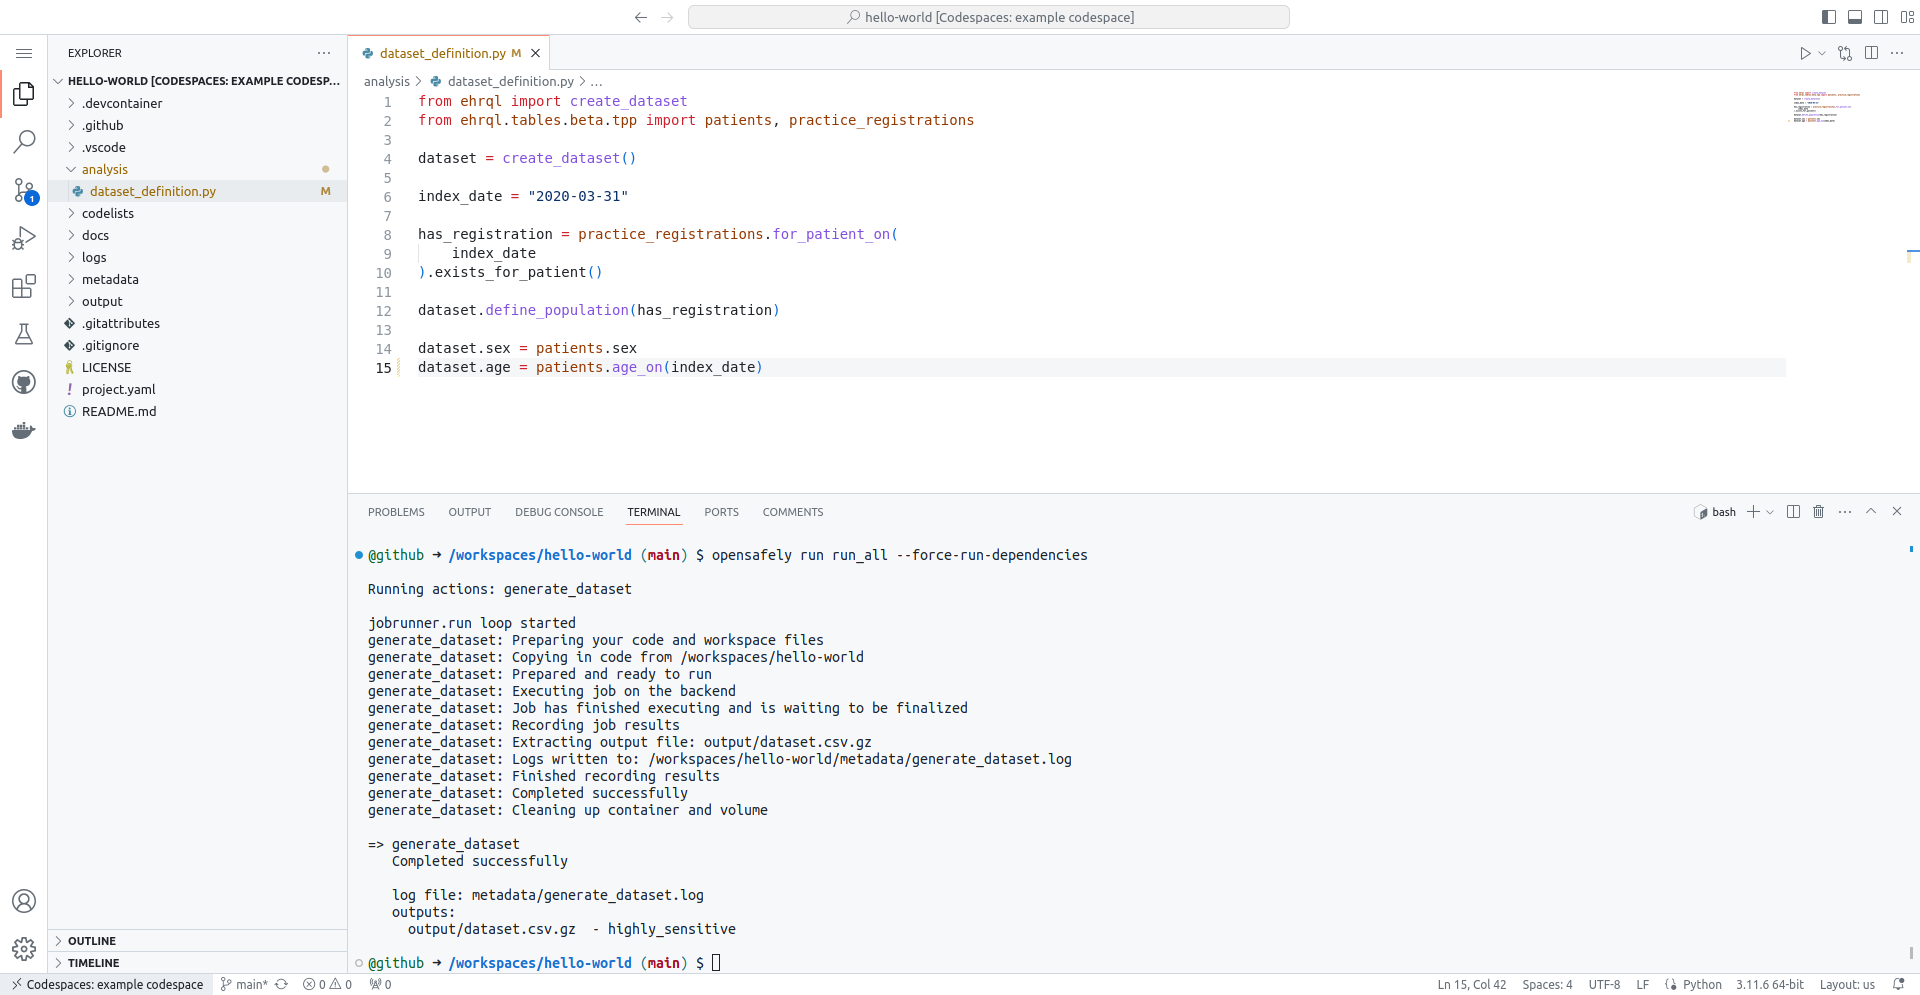 hello-world [Codespaces: example codespace]
EXPLORER
HELLO-WORLD [CODESPACES: EXAMPLE CODESP...
.devcontainer
.github
.vscode
analysis
dataset_definition.py M
codelists
docs
logs
metadata
output
.gitattributes
.gitignore
LICENSE
project.yaml
README.md
OUTLINE
TIMELINE
1
dataset_definition.py M
analysis > dataset_definition.py > ...
1 from ehrql import create_dataset
2 from ehrql.tables.beta.tpp import patients, practice_registrations
3
4 dataset = create_dataset()
5
6 index_date = "2020-03-31"
7
8 has_registration = practice_registrations.for_patient_on(
9 index_date
10 ).exists_for_patient()
11
12 dataset.define_population(has_registration)
13
14 dataset.sex = patients.sex
15 dataset.age = patients.age_on(index_date)
PROBLEMS OUTPUT DEBUG CONSOLE TERMINAL PORTS COMMENTS
bash
@github ➜ /workspaces/hello-world (main) $ opensafely run run_all --force-run-dependencies
Running actions: generate_dataset
jobrunner.run loop started
generate_dataset: Preparing your code and workspace files
generate_dataset: Copying in code from /workspaces/hello-world
generate_dataset: Prepared and ready to run
generate_dataset: Executing job on the backend
generate_dataset: Job has finished executing and is waiting to be finalized
generate_dataset: Recording job results
generate_dataset: Extracting output file: output/dataset.csv.gz
generate_dataset: Logs written to: /workspaces/hello-world/metadata/generate_dataset.log
generate_dataset: Finished recording results
generate_dataset: Completed successfully
generate_dataset: Cleaning up container and volume
=> generate_dataset
Completed successfully
log file: metadata/generate_dataset.log
outputs:
output/dataset.csv.gz - highly_sensitive
@github ➜ /workspaces/hello-world (main) $
Codespaces: example codespace main* 0 0 0 Ln 15, Col 42 Spaces: 4 UTF-8 LF Python 3.11.6 64-bit Layout: us